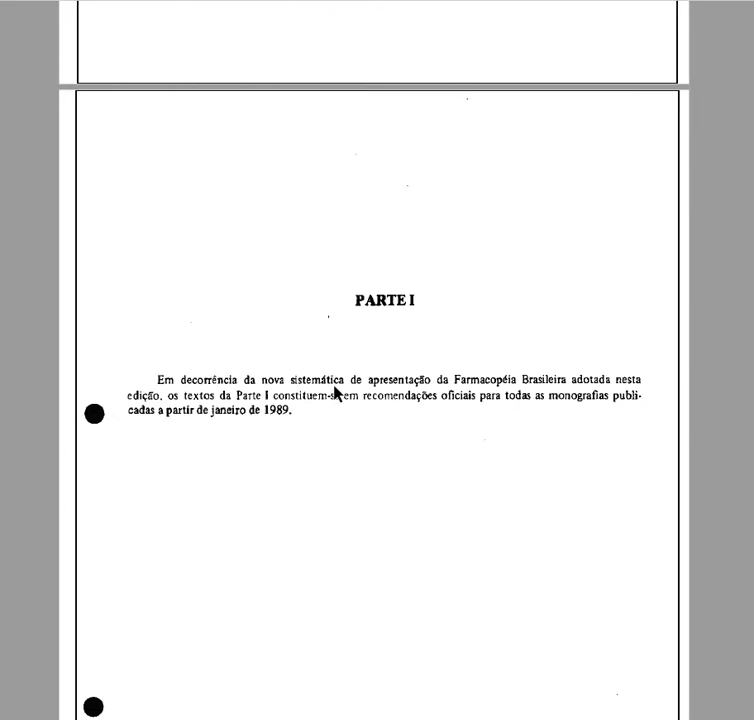 PARTE I
Em decorrência da nova sistemática de apresentação da Farmacopéia Brasileira adotada nesta
edição, os textos da Parte I constituem-se em recomendações oficiais para todas as monografias publi-
cadas a partir de janeiro de 1989.